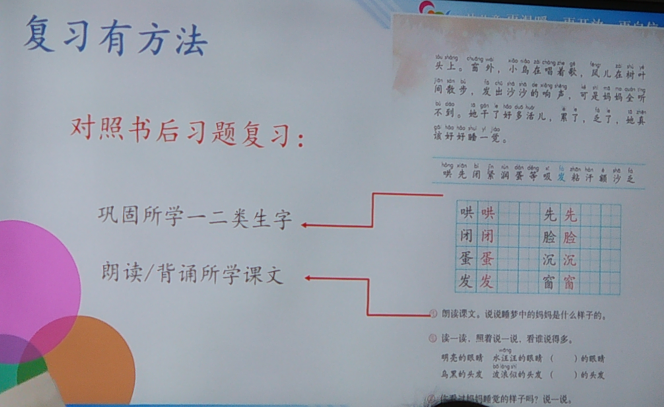 复习有方法
对照书后习题复习：
巩固所学一二类生字
朗读/背诵所学课文
头上。窗外，小鸟在唱着歌，风儿在树叶
间散步，发出沙沙的响声，可是妈妈全听
不到。她干了好多活儿，累了，乏了，她真
该好好睡一觉。
哄先闭紧润蛋等吸发粘汗额沙乏
哄哄 先先
闭闭 脸脸
蛋蛋 沉沉
发发 窗窗
朗读课文。说说睡梦中的妈妈是什么样子的。
读一读，照着说一说，看谁说得多。
明亮的眼睛 水汪汪的眼睛（ ）的眼睛
乌黑的头发 波浪似的头发（ ）的头发
你看过妈妈睡觉的样子吗？说一说。